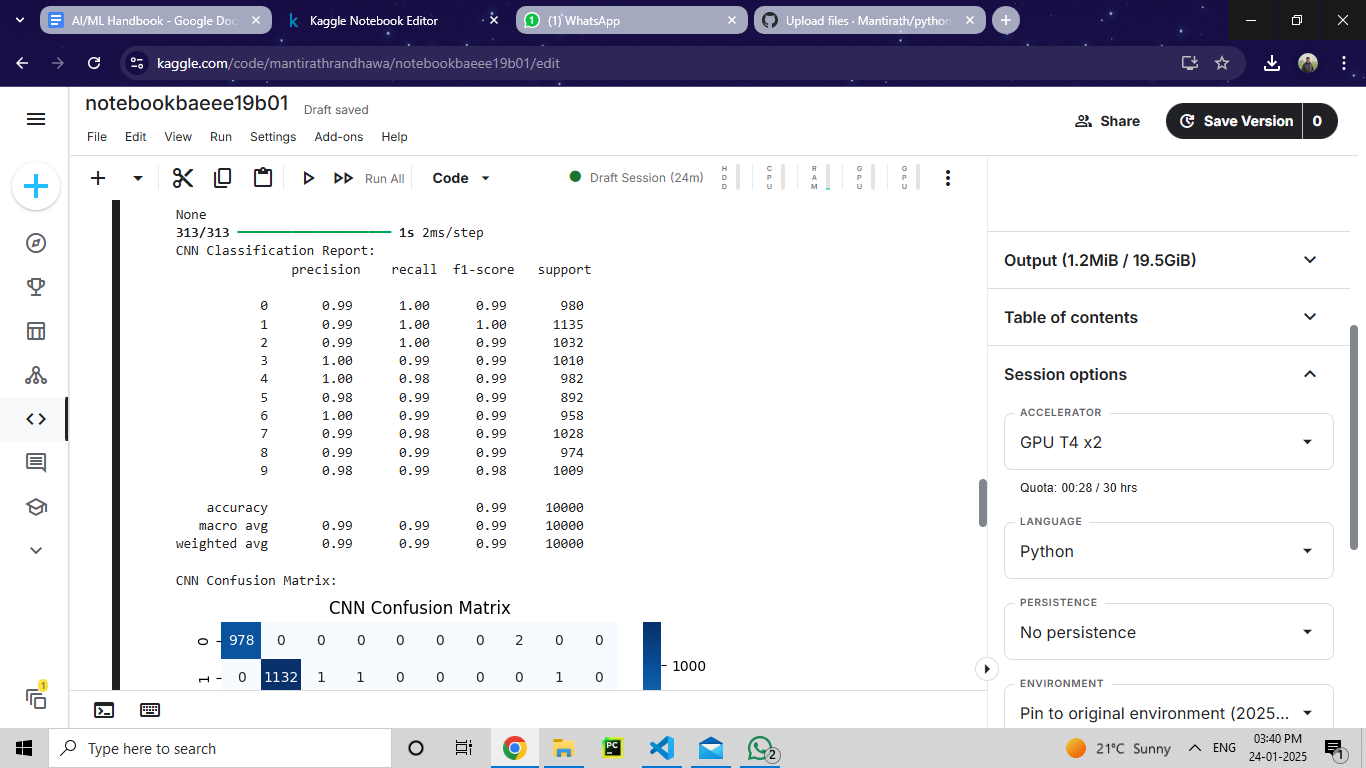 AI/ML Handbook - Google Doc
Kaggle Notebook Editor
(1) WhatsApp
Upload files · Mantirath/python
kaggle.com/code/mantirathrandhawa/notebookbaeee19b01/edit
notebookbaeee19b01 Draft saved
File Edit View Run Settings Add-ons Help
Share
Save Version 0
Run All Code
Draft Session (24m)
HDD CPU RAM GPU GPU
None
313/313 ━━━━━━━━━━━━━━━━━━━━ 1s 2ms/step
CNN Classification Report:
precision recall f1-score support
0 0.99 1.00 0.99 980
1 0.99 1.00 1.00 1135
2 0.99 1.00 0.99 1032
3 1.00 0.99 0.99 1010
4 1.00 0.98 0.99 982
5 0.98 0.99 0.99 892
6 1.00 0.99 0.99 958
7 0.99 0.98 0.99 1028
8 0.99 0.99 0.99 974
9 0.98 0.99 0.98 1009
accuracy 0.99 10000
macro avg 0.99 0.99 0.99 10000
weighted avg 0.99 0.99 0.99 10000
CNN Confusion Matrix:
CNN Confusion Matrix
0 978 0 0 0 0 0 0 2 0 0
1 0 1132 1 1 0 0 0 0 1 0
1000
Output (1.2MiB / 19.5GiB)
Table of contents
Session options
ACCELERATOR
GPU T4 x2
Quota: 00:28 / 30 hrs
LANGUAGE
Python
PERSISTENCE
No persistence
ENVIRONMENT
Pin to original environment (2025...
1
Type here to search
PC
2
21°C Sunny
ENG
03:40 PM
24-01-2025
1